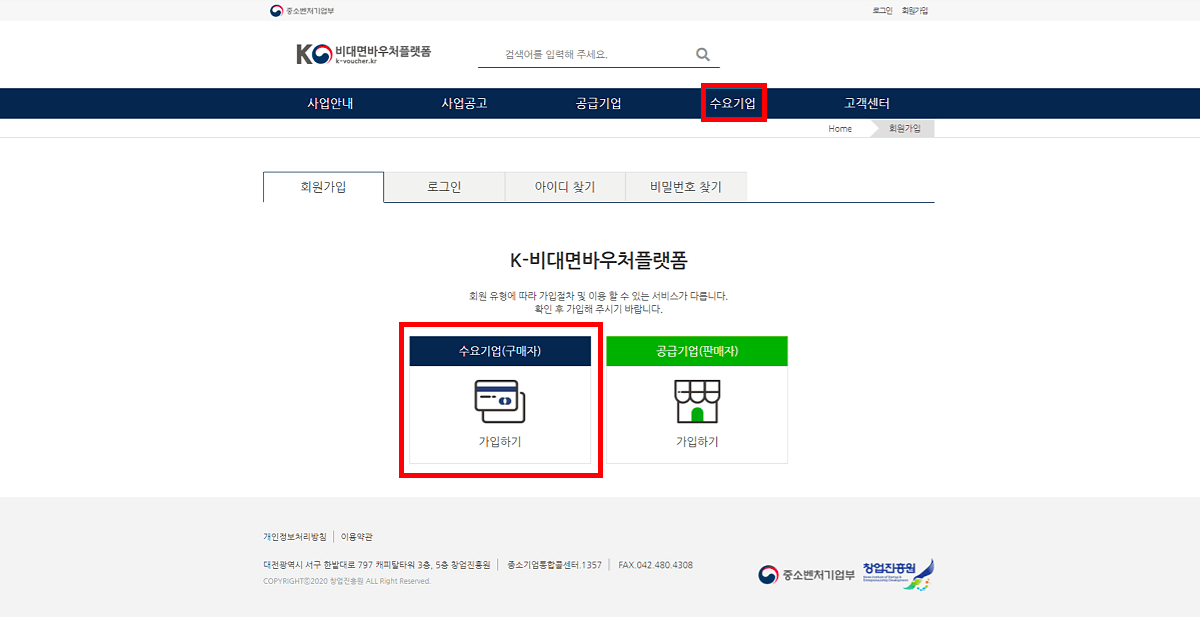 중소벤처기업부
로그인 회원가입
KO 비대면바우처플랫폼
k-voucher.kr
검색어를 입력해 주세요.
사업안내 사업공고 공급기업 수요기업 고객센터
Home 회원가입
회원가입 로그인 아이디 찾기 비밀번호 찾기
K-비대면바우처플랫폼
회원 유형에 따라 가입절차 및 이용 할 수 있는 서비스가 다릅니다.
확인 후 가입해 주시기 바랍니다.
수요기업(구매자) 공급기업(판매자)
가입하기 가입하기
개인정보처리방침 이용약관
대전광역시 서구 한밭대로 797 캐피탈타워 3층, 5층 창업진흥원 중소기업통합콜센터.1357 FAX.042.480.4308
COPYRIGHTⓒ2020 창업진흥원 ALL Right Reserved.
중소벤처기업부 창업진흥원